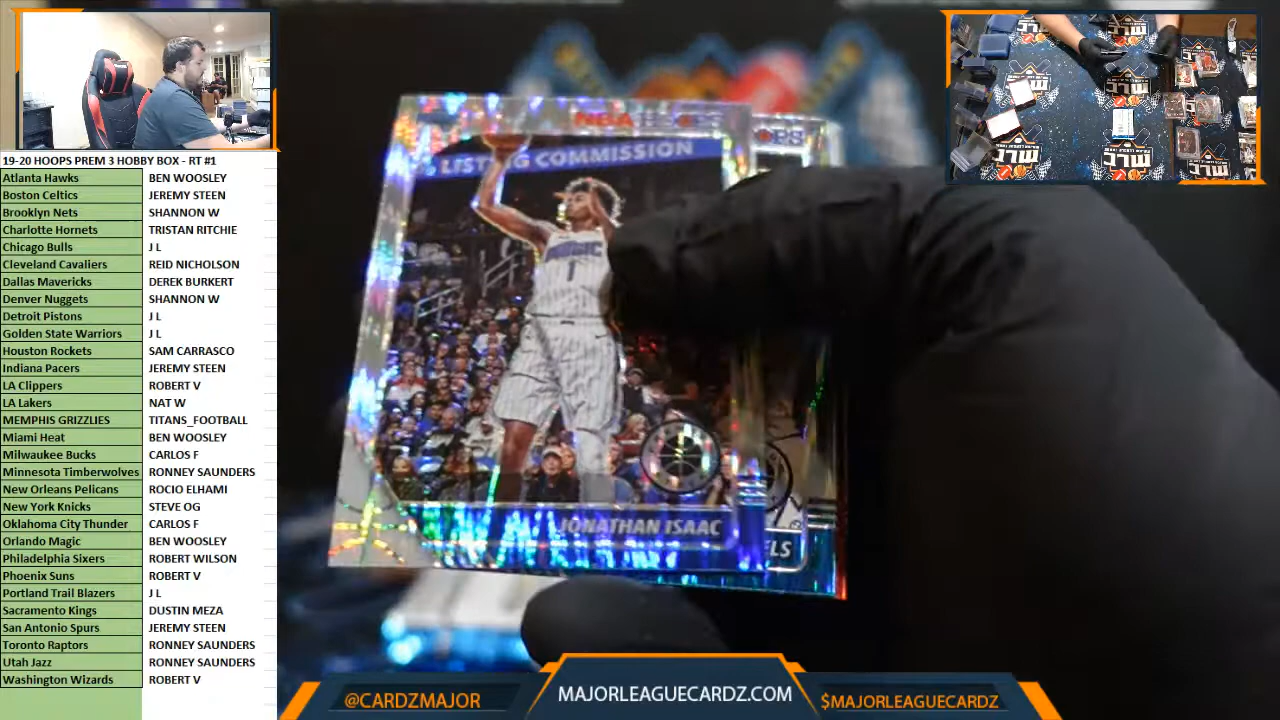 19-20 HOOPS PREM 3 HOBBY BOX - RT #1
Atlanta Hawks BEN WOOSLEY
Boston Celtics JEREMY STEEN
Brooklyn Nets SHANNON W
Charlotte Hornets TRISTAN RITCHIE
Chicago Bulls J L
Cleveland Cavaliers REID NICHOLSON
Dallas Mavericks DEREK BURKERT
Denver Nuggets SHANNON W
Detroit Pistons J L
Golden State Warriors J L
Houston Rockets SAM CARRASCO
Indiana Pacers JEREMY STEEN
LA Clippers ROBERT V
LA Lakers NAT W
MEMPHIS GRIZZLIES TITANS_FOOTBALL
Miami Heat BEN WOOSLEY
Milwaukee Bucks CARLOS F
Minnesota Timberwolves RONNEY SAUNDERS
New Orleans Pelicans ROCIO ELHAMI
New York Knicks STEVE OG
Oklahoma City Thunder CARLOS F
Orlando Magic BEN WOOSLEY
Philadelphia Sixers ROBERT WILSON
Phoenix Suns ROBERT V
Portland Trail Blazers J L
Sacramento Kings DUSTIN MEZA
San Antonio Spurs JEREMY STEEN
Toronto Raptors RONNEY SAUNDERS
Utah Jazz RONNEY SAUNDERS
Washington Wizards ROBERT V
NBA HOOPS
OPS
COMMISSION
MAGIC
1
JONATHAN ISAAC
ELS
@CARDZMAJOR
MAJORLEAGUECARDZ.COM
$MAJORLEAGUECARDZ